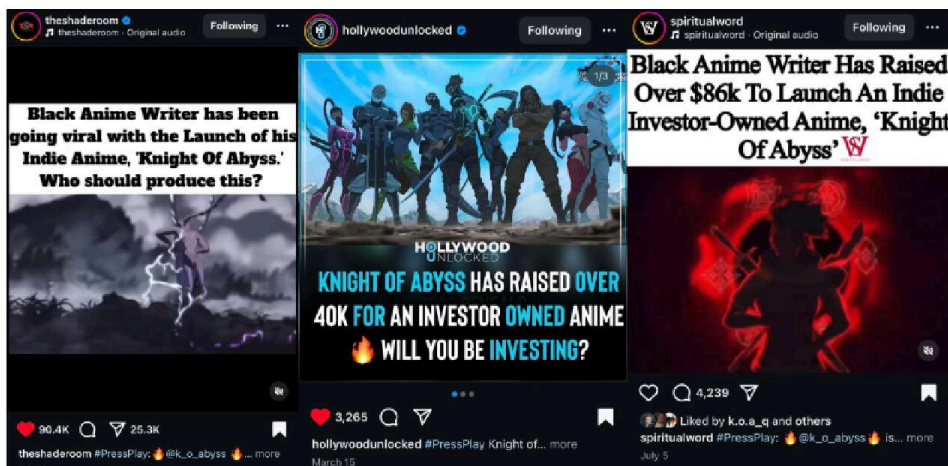 theshaderoom
theshaderoom · Original audio
Following
Black Anime Writer has been
going viral with the Launch of his
Indie Anime, 'Knight Of Abyss.'
Who should produce this?
90.4K
25.3K
theshaderoom #PressPlay: 🔥@k_o_abyss 🔥... more
hollywoodunlocked
Following
1/3
HOLLYWOOD
UNLOCKED
KNIGHT OF ABYSS HAS RAISED OVER
40K FOR AN INVESTOR OWNED ANIME
🔥 WILL YOU BE INVESTING?
3,265
hollywoodunlocked #PressPlay Knight of... more
March 15
spiritualword
spiritualword · Original audio
Following
Black Anime Writer Has Raised
Over $86k To Launch An Indie
Investor-Owned Anime, ‘Knight
Of Abyss’
4,239
Liked by k.o.a_q and others
spiritualword #PressPlay: 🔥@k_o_abyss 🔥 is... more
July 5